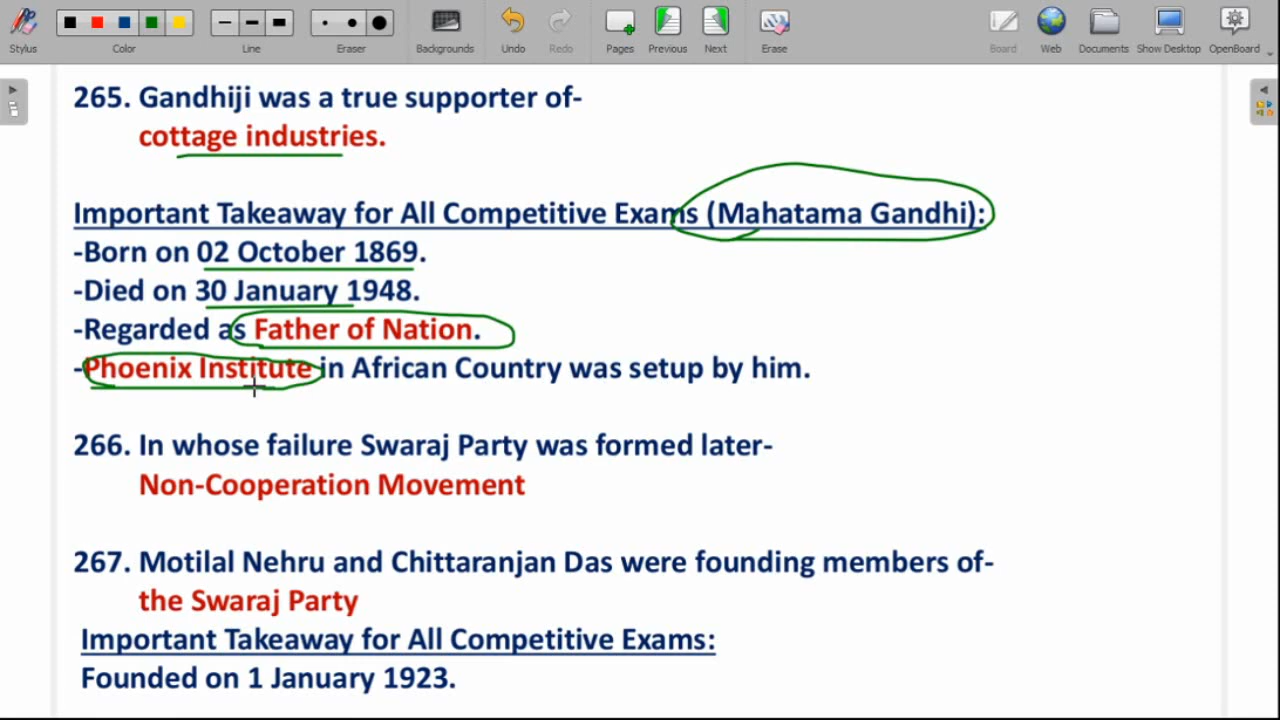 Stylus
Color
Line
Eraser
Backgrounds
Undo
Redo
Pages
Previous
Next
Erase
Board
Web
Documents
Show Desktop
OpenBoard
265. Gandhiji was a true supporter of-
cottage industries.
Important Takeaway for All Competitive Exams (Mahatama Gandhi):
-Born on 02 October 1869.
-Died on 30 January 1948.
-Regarded as Father of Nation.
-Phoenix Institute in African Country was setup by him.
266. In whose failure Swaraj Party was formed later-
Non-Cooperation Movement
267. Motilal Nehru and Chittaranjan Das were founding members of-
the Swaraj Party
Important Takeaway for All Competitive Exams:
Founded on 1 January 1923.